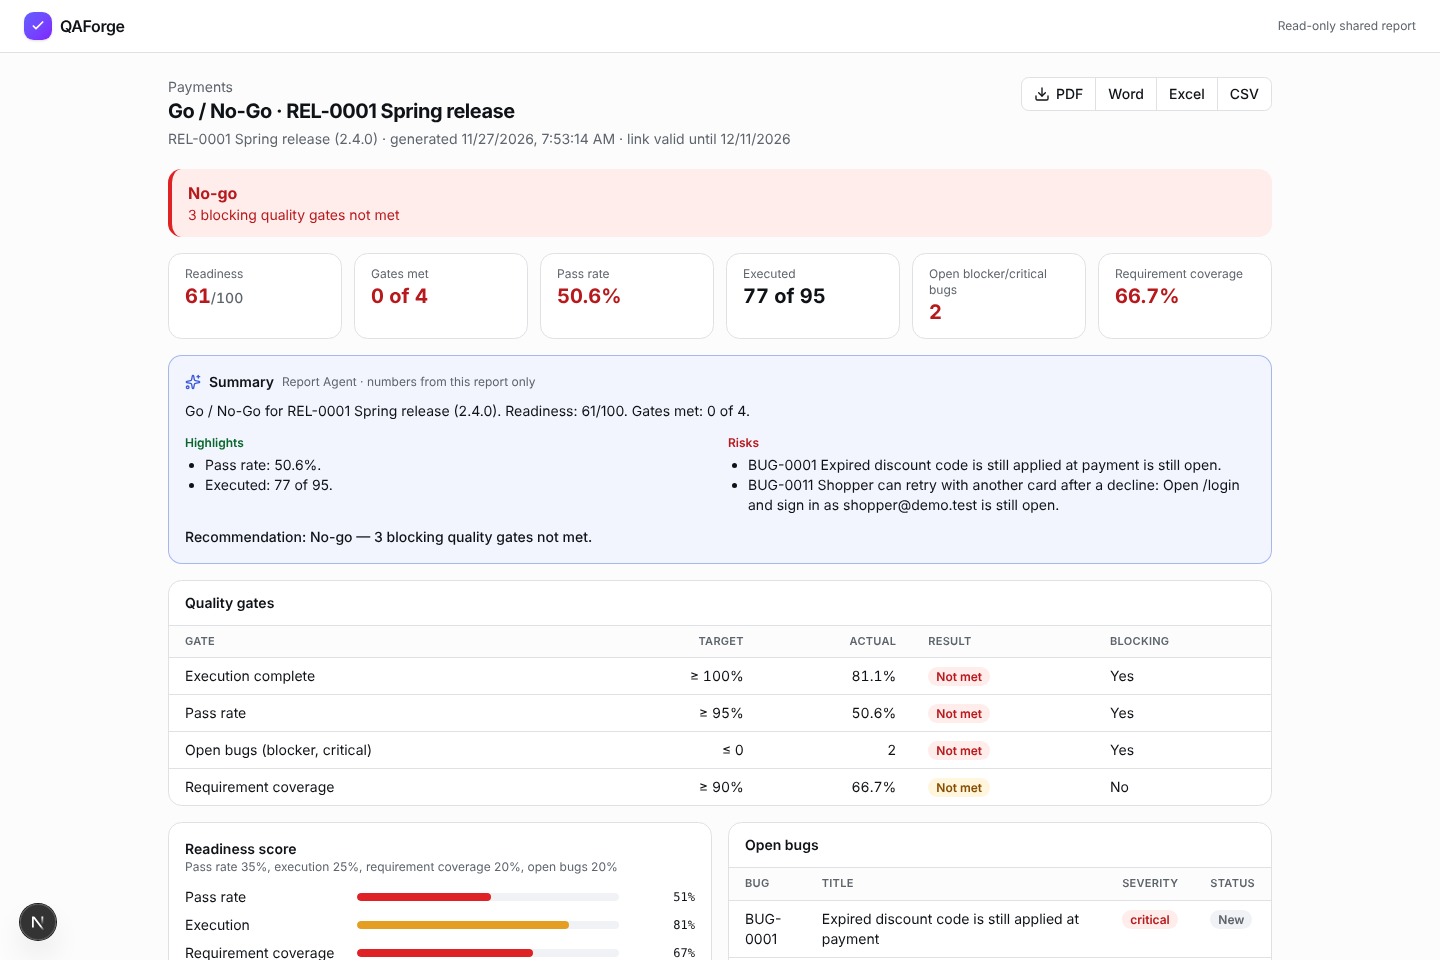 QAForge
Read-only shared report
Payments
Go / No-Go · REL-0001 Spring release
REL-0001 Spring release (2.4.0) · generated 11/27/2026, 7:53:14 AM · link valid until 12/11/2026
PDF Word Excel CSV
No-go
3 blocking quality gates not met
Readiness
61/100
Gates met
0 of 4
Pass rate
50.6%
Executed
77 of 95
Open blocker/critical
bugs
2
Requirement coverage
66.7%
Summary Report Agent · numbers from this report only
Go / No-Go for REL-0001 Spring release (2.4.0). Readiness: 61/100. Gates met: 0 of 4.
Highlights
• Pass rate: 50.6%.
• Executed: 77 of 95.
Risks
• BUG-0001 Expired discount code is still applied at payment is still open.
• BUG-0011 Shopper can retry with another card after a decline: Open /login
and sign in as shopper@demo.test is still open.
Recommendation: No-go — 3 blocking quality gates not met.
Quality gates
GATE TARGET ACTUAL RESULT BLOCKING
Execution complete ≥ 100% 81.1% Not met Yes
Pass rate ≥ 95% 50.6% Not met Yes
Open bugs (blocker, critical) ≤ 0 2 Not met Yes
Requirement coverage ≥ 90% 66.7% Not met No
Readiness score
Pass rate 35%, execution 25%, requirement coverage 20%, open bugs 20%
Pass rate 51%
Execution 81%
Requirement coverage 67%
Open bugs
BUG TITLE SEVERITY STATUS
BUG-
0001
Expired discount code is still applied at
payment
critical
New
N